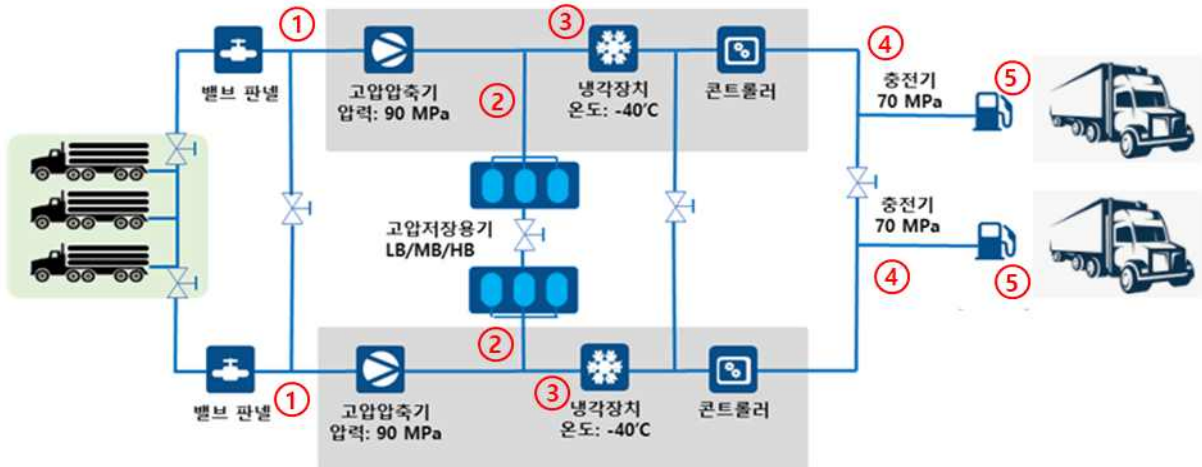 ①
③
④
밸브 판넬
고압압축기
압력: 90 MPa
②
냉각장치
온도: -40℃
콘트롤러
충전기
70 MPa
⑤
고압저장용기
LB/MB/HB
충전기
70 MPa
④
⑤
②
①
③
밸브 판넬
고압압축기
압력: 90 MPa
냉각장치
온도: -40℃
콘트롤러